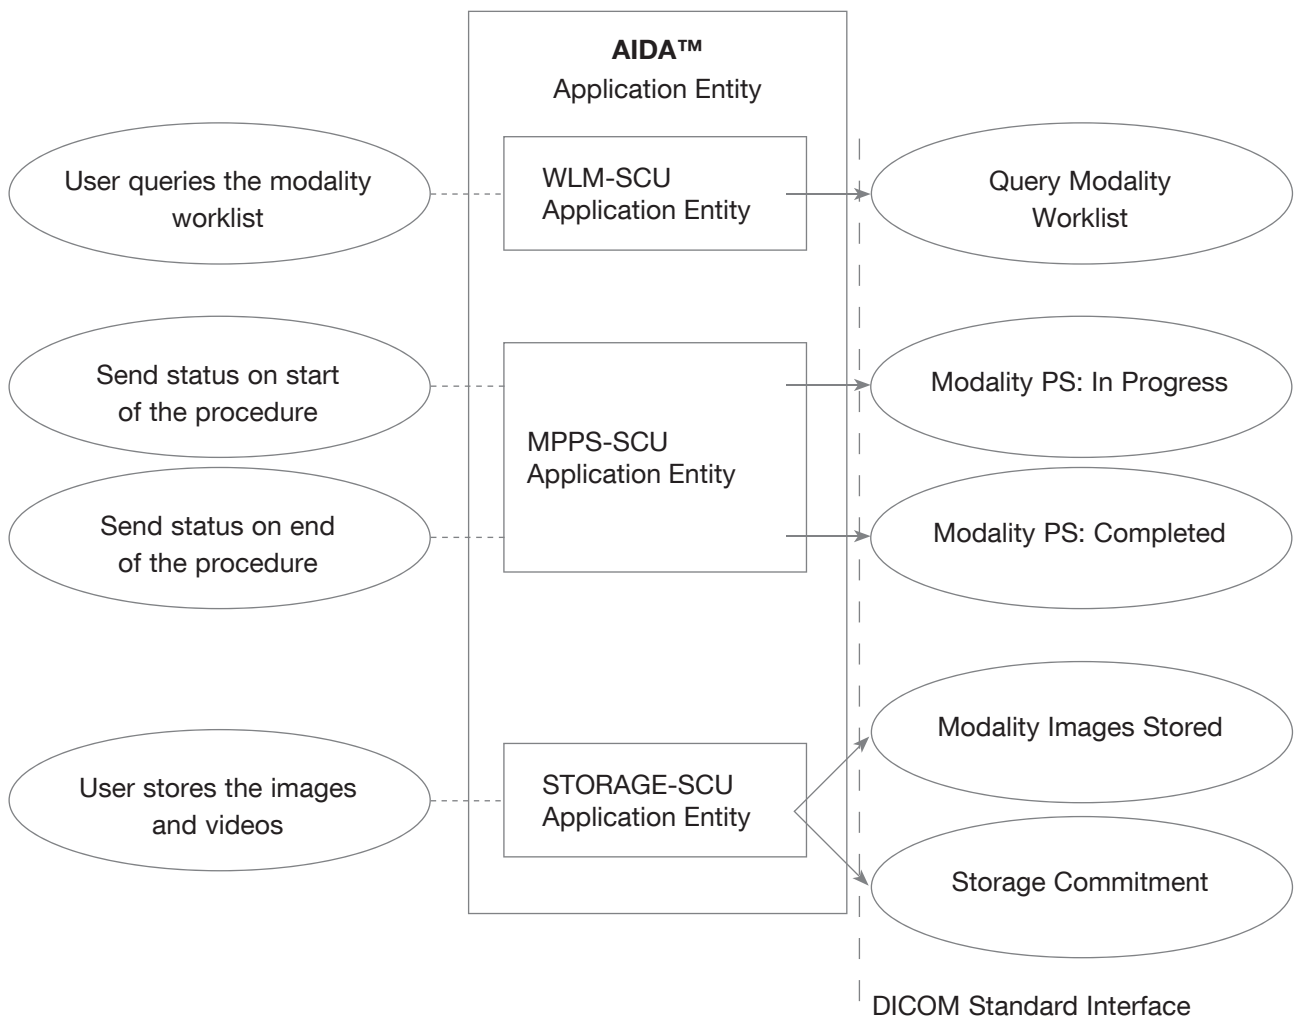 AIDA™
Application Entity
User queries the modality
worklist
WLM-SCU
Application Entity
Query Modality
Worklist
Send status on start
of the procedure
Modality PS: In Progress
MPPS-SCU
Application Entity
Send status on end
of the procedure
Modality PS: Completed
User stores the images
and videos
STORAGE-SCU
Application Entity
Modality Images Stored
Storage Commitment
DICOM Standard Interface